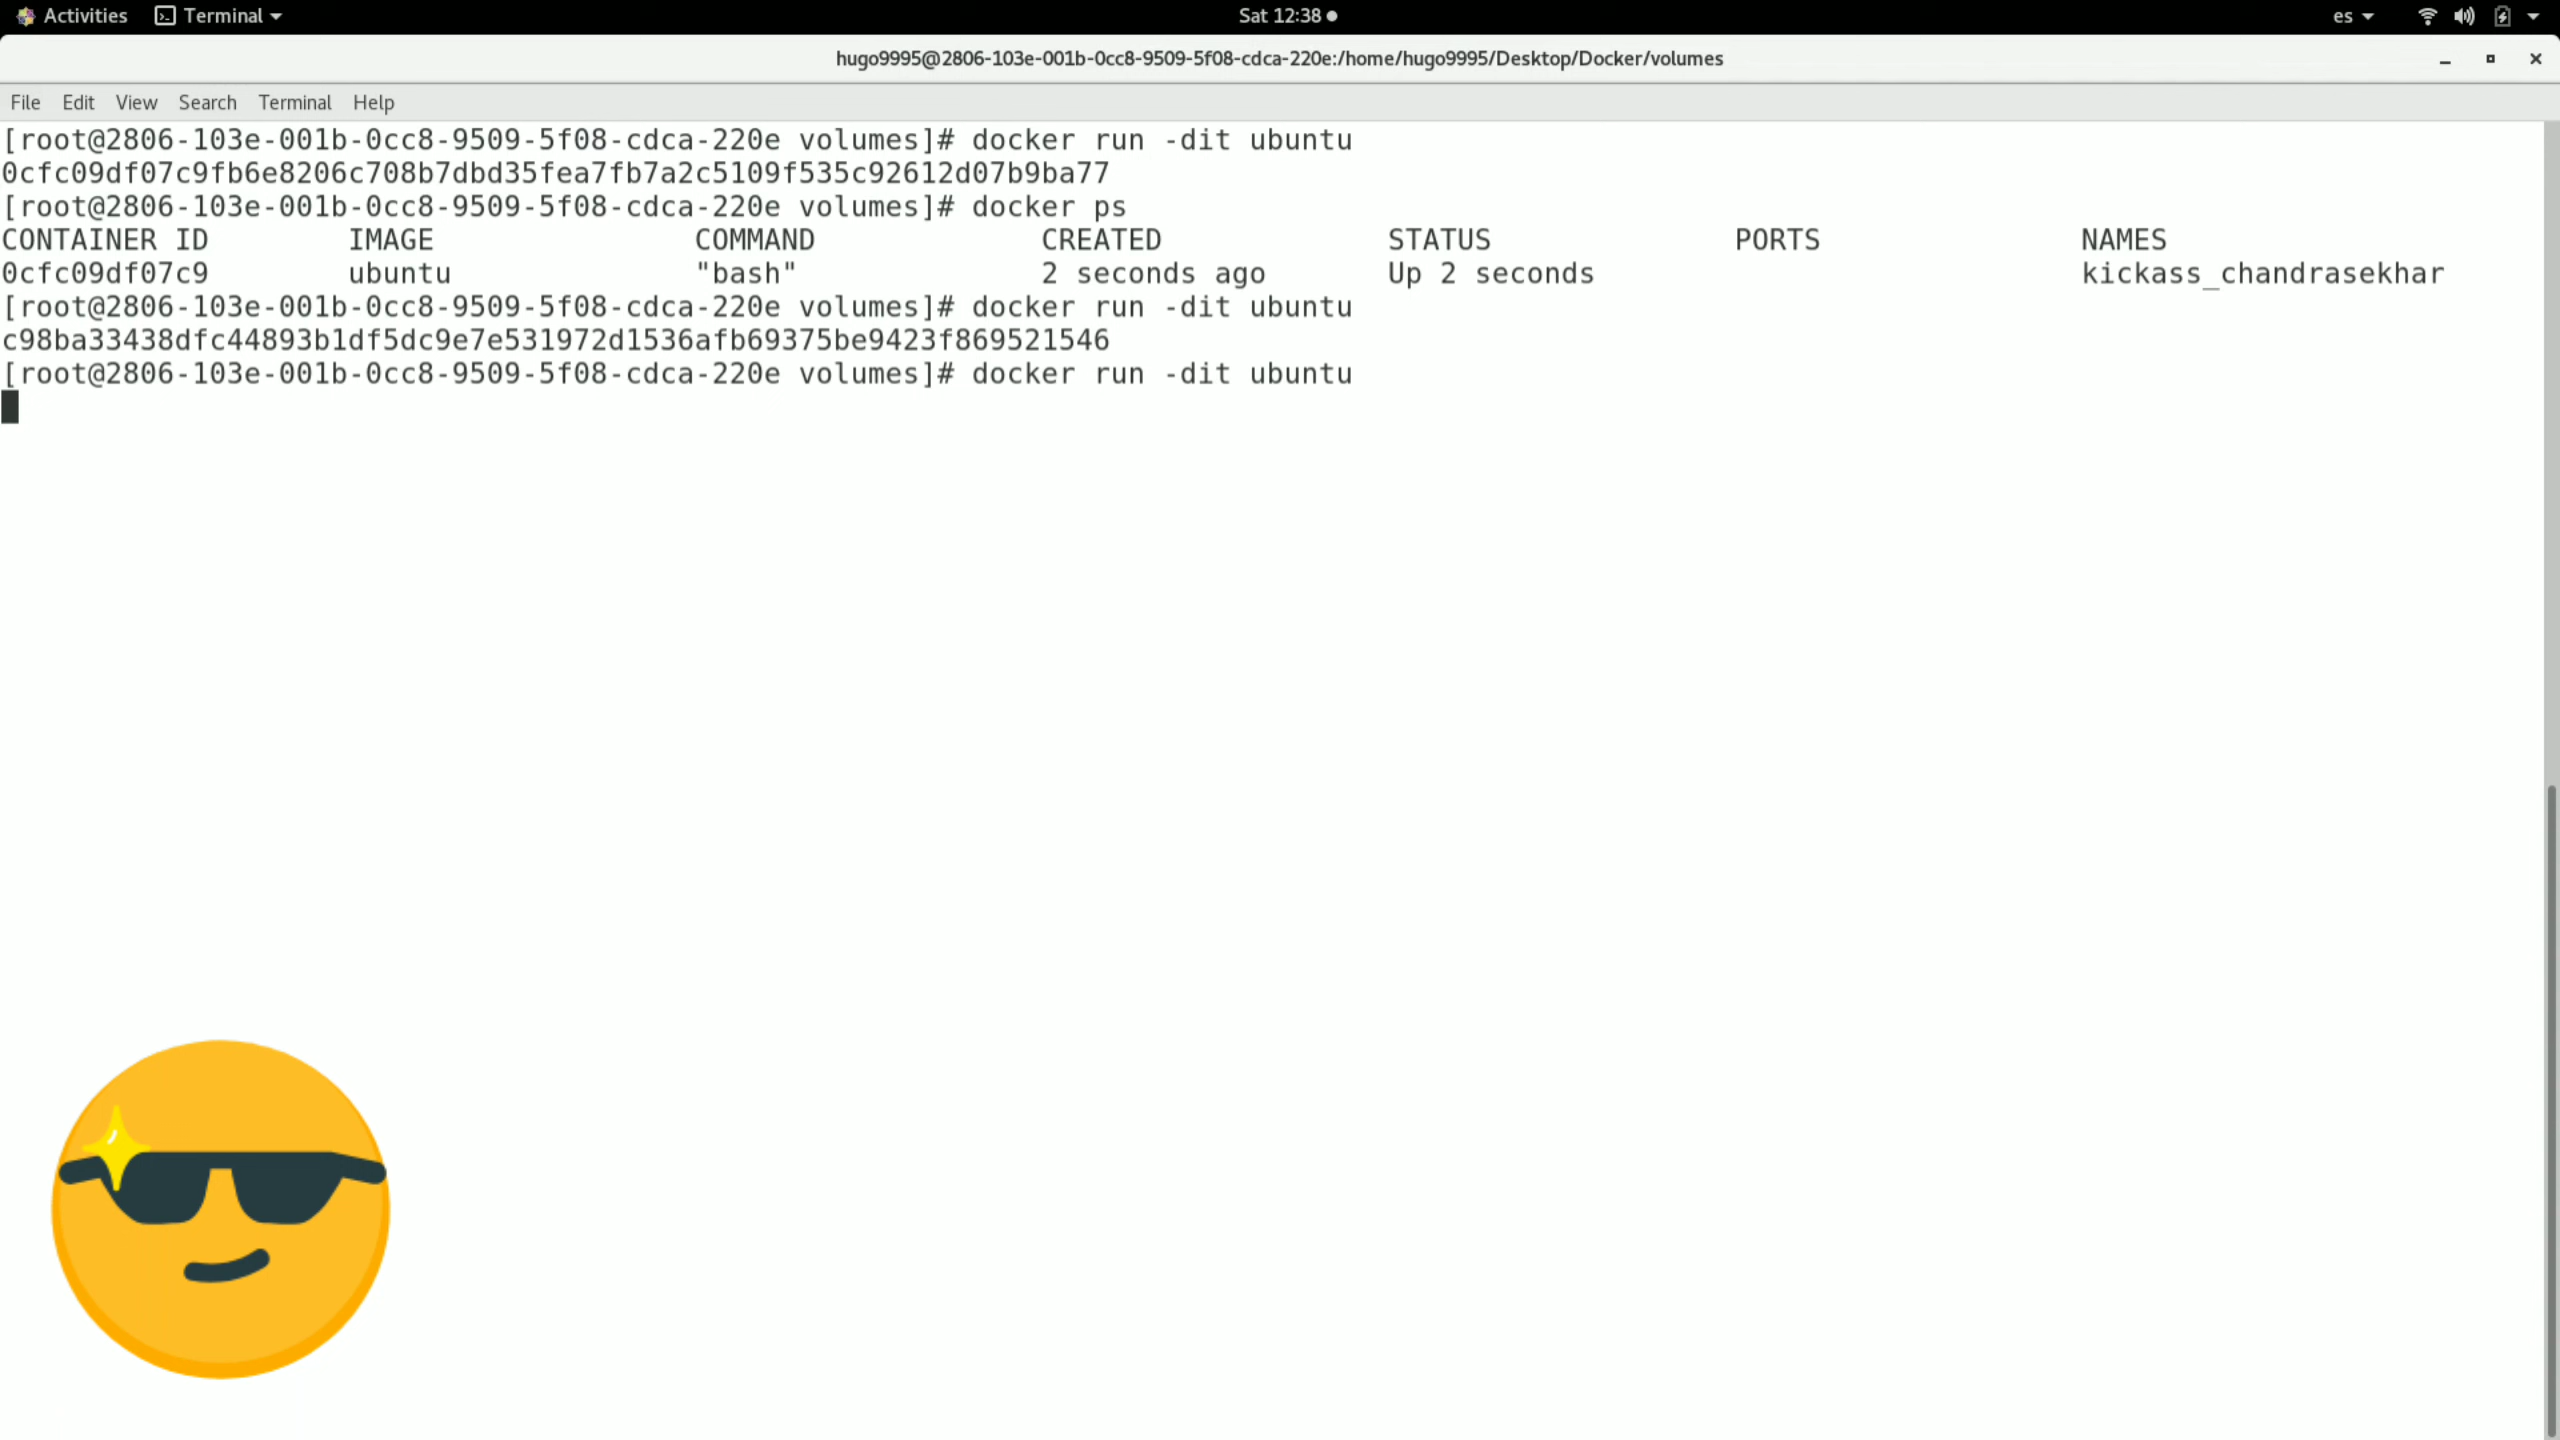 Activities Terminal Sat 12:38 es
hugo9995@2806-103e-001b-0cc8-9509-5f08-cdca-220e:/home/hugo9995/Desktop/Docker/volumes
File Edit View Search Terminal Help
[root@2806-103e-001b-0cc8-9509-5f08-cdca-220e volumes]# docker run -dit ubuntu
0cfc09df07c9fb6e8206c708b7dbd35fea7fb7a2c5109f535c92612d07b9ba77
[root@2806-103e-001b-0cc8-9509-5f08-cdca-220e volumes]# docker ps
CONTAINER ID IMAGE COMMAND CREATED STATUS PORTS NAMES
0cfc09df07c9 ubuntu "bash" 2 seconds ago Up 2 seconds kickass_chandrasekhar
[root@2806-103e-001b-0cc8-9509-5f08-cdca-220e volumes]# docker run -dit ubuntu
c98ba33438dfc44893b1df5dc9e7e531972d1536afb69375be9423f869521546
[root@2806-103e-001b-0cc8-9509-5f08-cdca-220e volumes]# docker run -dit ubuntu